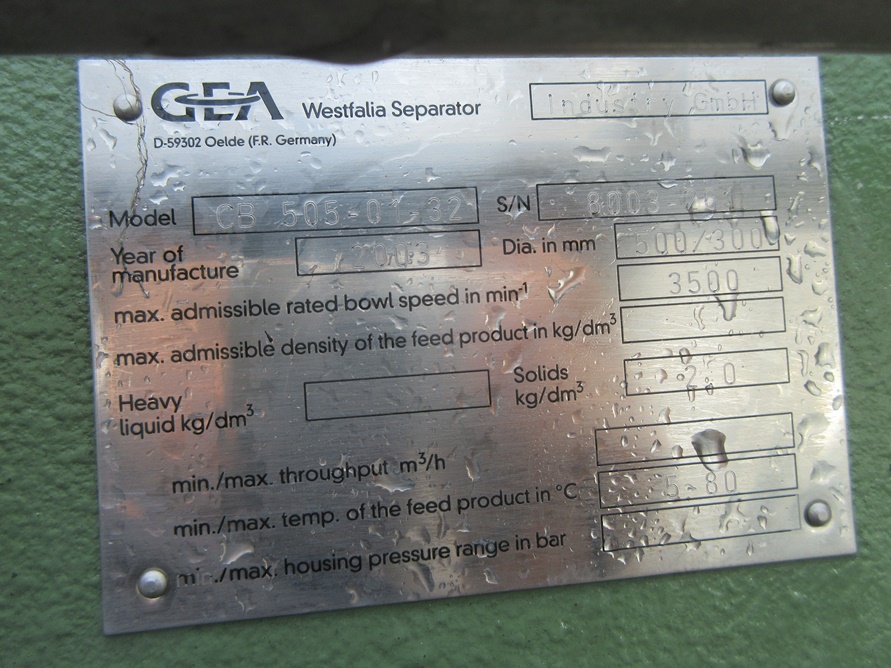 GEA Westfalia Separator Industry GmbH
D-59302 Oelde (F.R. Germany)
Model CB 505-01-32 S/N 8003-
Year of manufacture 2003 Dia. in mm 500/300
max. admissible rated bowl speed in min-1 3500
max. admissible density of the feed product in kg/dm³
Heavy liquid kg/dm³ Solids kg/dm³ 2.0
min./max. throughput m³/h
min./max. temp. of the feed product in °C 5-80
min./max. housing pressure range in bar